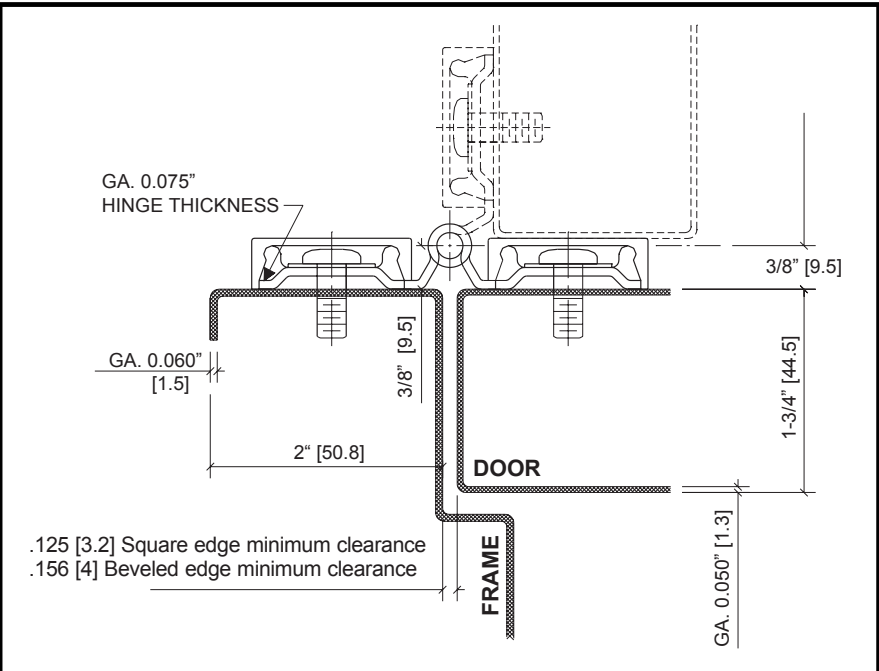 GA. 0.075”
HINGE THICKNESS
3/8” [9.5]
GA. 0.060”
[1.5]
3/8” [9.5]
1-3/4” [44.5]
2“ [50.8]
DOOR
.125 [3.2] Square edge minimum clearance
.156 [4] Beveled edge minimum clearance
FRAME
GA. 0.050” [1.3]